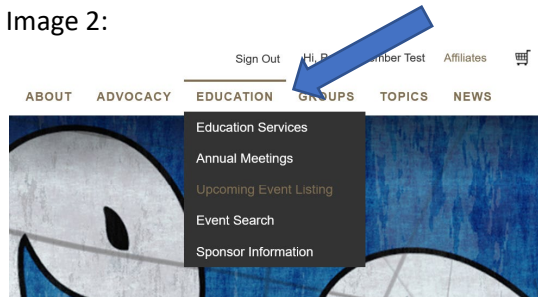 Image 2:
Sign Out Hi, Test Affiliates
ABOUT ADVOCACY EDUCATION GROUPS TOPICS NEWS
Education Services
Annual Meetings
Upcoming Event Listing
Event Search
Sponsor Information